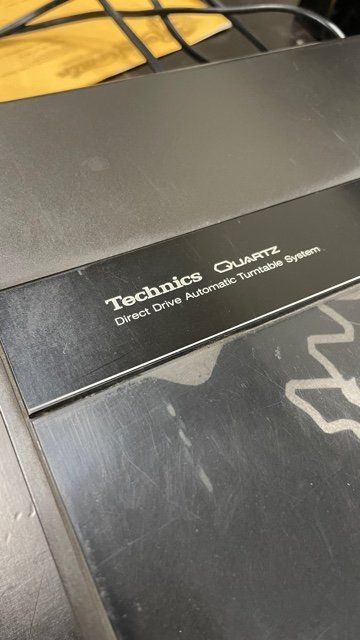 Technics QUARTZ
Direct Drive Automatic Turntable System